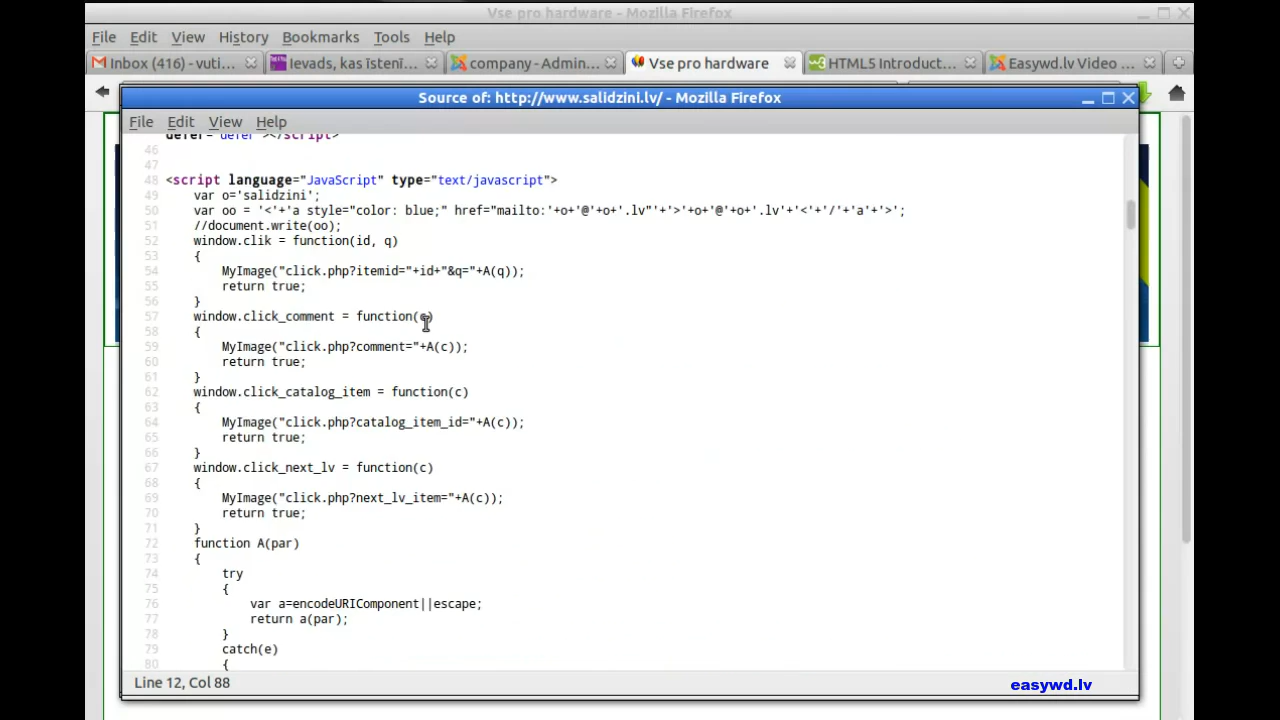 Vse pro hardware - Mozilla Firefox
File Edit View History Bookmarks Tools Help
Inbox (416) - vuti... Ievads, kas īstenī... company - Admin... Vse pro hardware HTML5 Introduct... Easywd.lv Video ...
Source of: http://www.salidzini.lv/ - Mozilla Firefox
File Edit View Help
defer="defer"></script>
46
47
48 <script language="JavaScript" type="text/javascript">
49 var o='salidzini';
50 var oo = '<'+'a style="color: blue;" href="mailto:'+o+'@'+o+'.lv"'+'>'+o+'@'+o+'.lv'+'<'+'/'+'a'+'>';
51 //document.write(oo);
52 window.clik = function(id, q)
53 {
54 MyImage("click.php?itemid="+id+"&q="+A(q));
55 return true;
56 }
57 window.click_comment = function(c)
58 {
59 MyImage("click.php?comment="+A(c));
60 return true;
61 }
62 window.click_catalog_item = function(c)
63 {
64 MyImage("click.php?catalog_item_id="+A(c));
65 return true;
66 }
67 window.click_next_lv = function(c)
68 {
69 MyImage("click.php?next_lv_item="+A(c));
70 return true;
71 }
72 function A(par)
73 {
74 try
75 {
76 var a=encodeURIComponent||escape;
77 return a(par);
78 }
79 catch(e)
80 {
Line 12, Col 88
easywd.lv